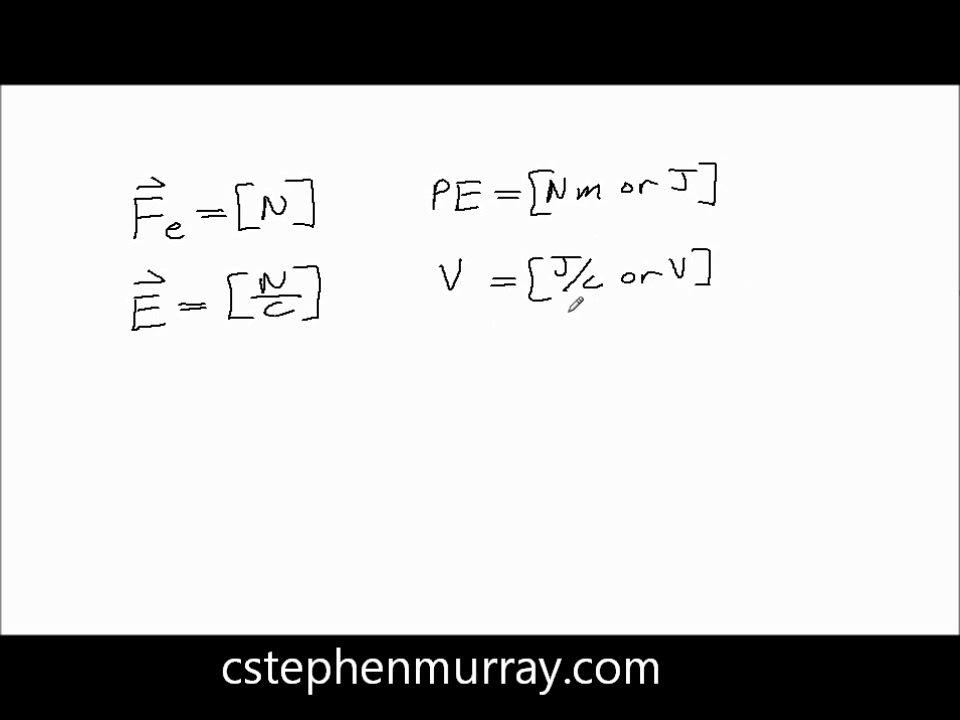 F⃗e = [N]
E⃗ = [N/C]
PE = [Nm or J]
V = [J/C or V]
cstephenmurray.com